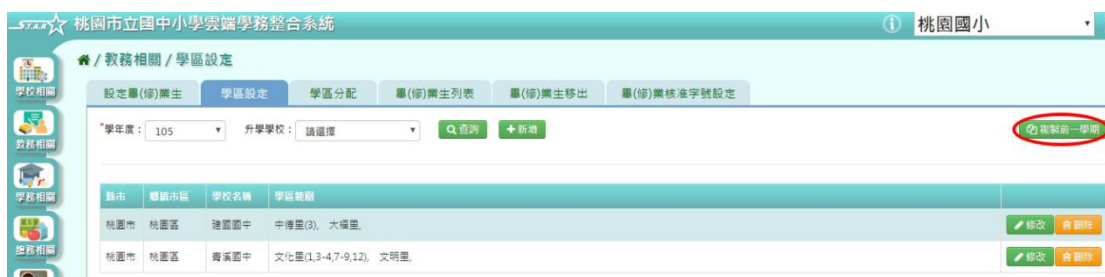 STAR 桃園市立國中小學雲端學務整合系統 桃園國小
/ 教務相關 / 學區設定
學校相關
設定畢(修)業生 學區設定 學區分配 畢(修)業生列表 畢(修)業生移出 畢(修)業核准字號設定
*學年度： 105 升學學校： 請選擇 查詢 新增 複製前一學期
教務相關
學務相關
縣市 鄉鎮市區 學校名稱 學區範圍
桃園市 桃園區 建國國中 中德里(3), 大福里, 修改 刪除
總務相關
桃園市 桃園區 青溪國中 文化里(1,3-4,7-9,12), 文明里, 修改 刪除